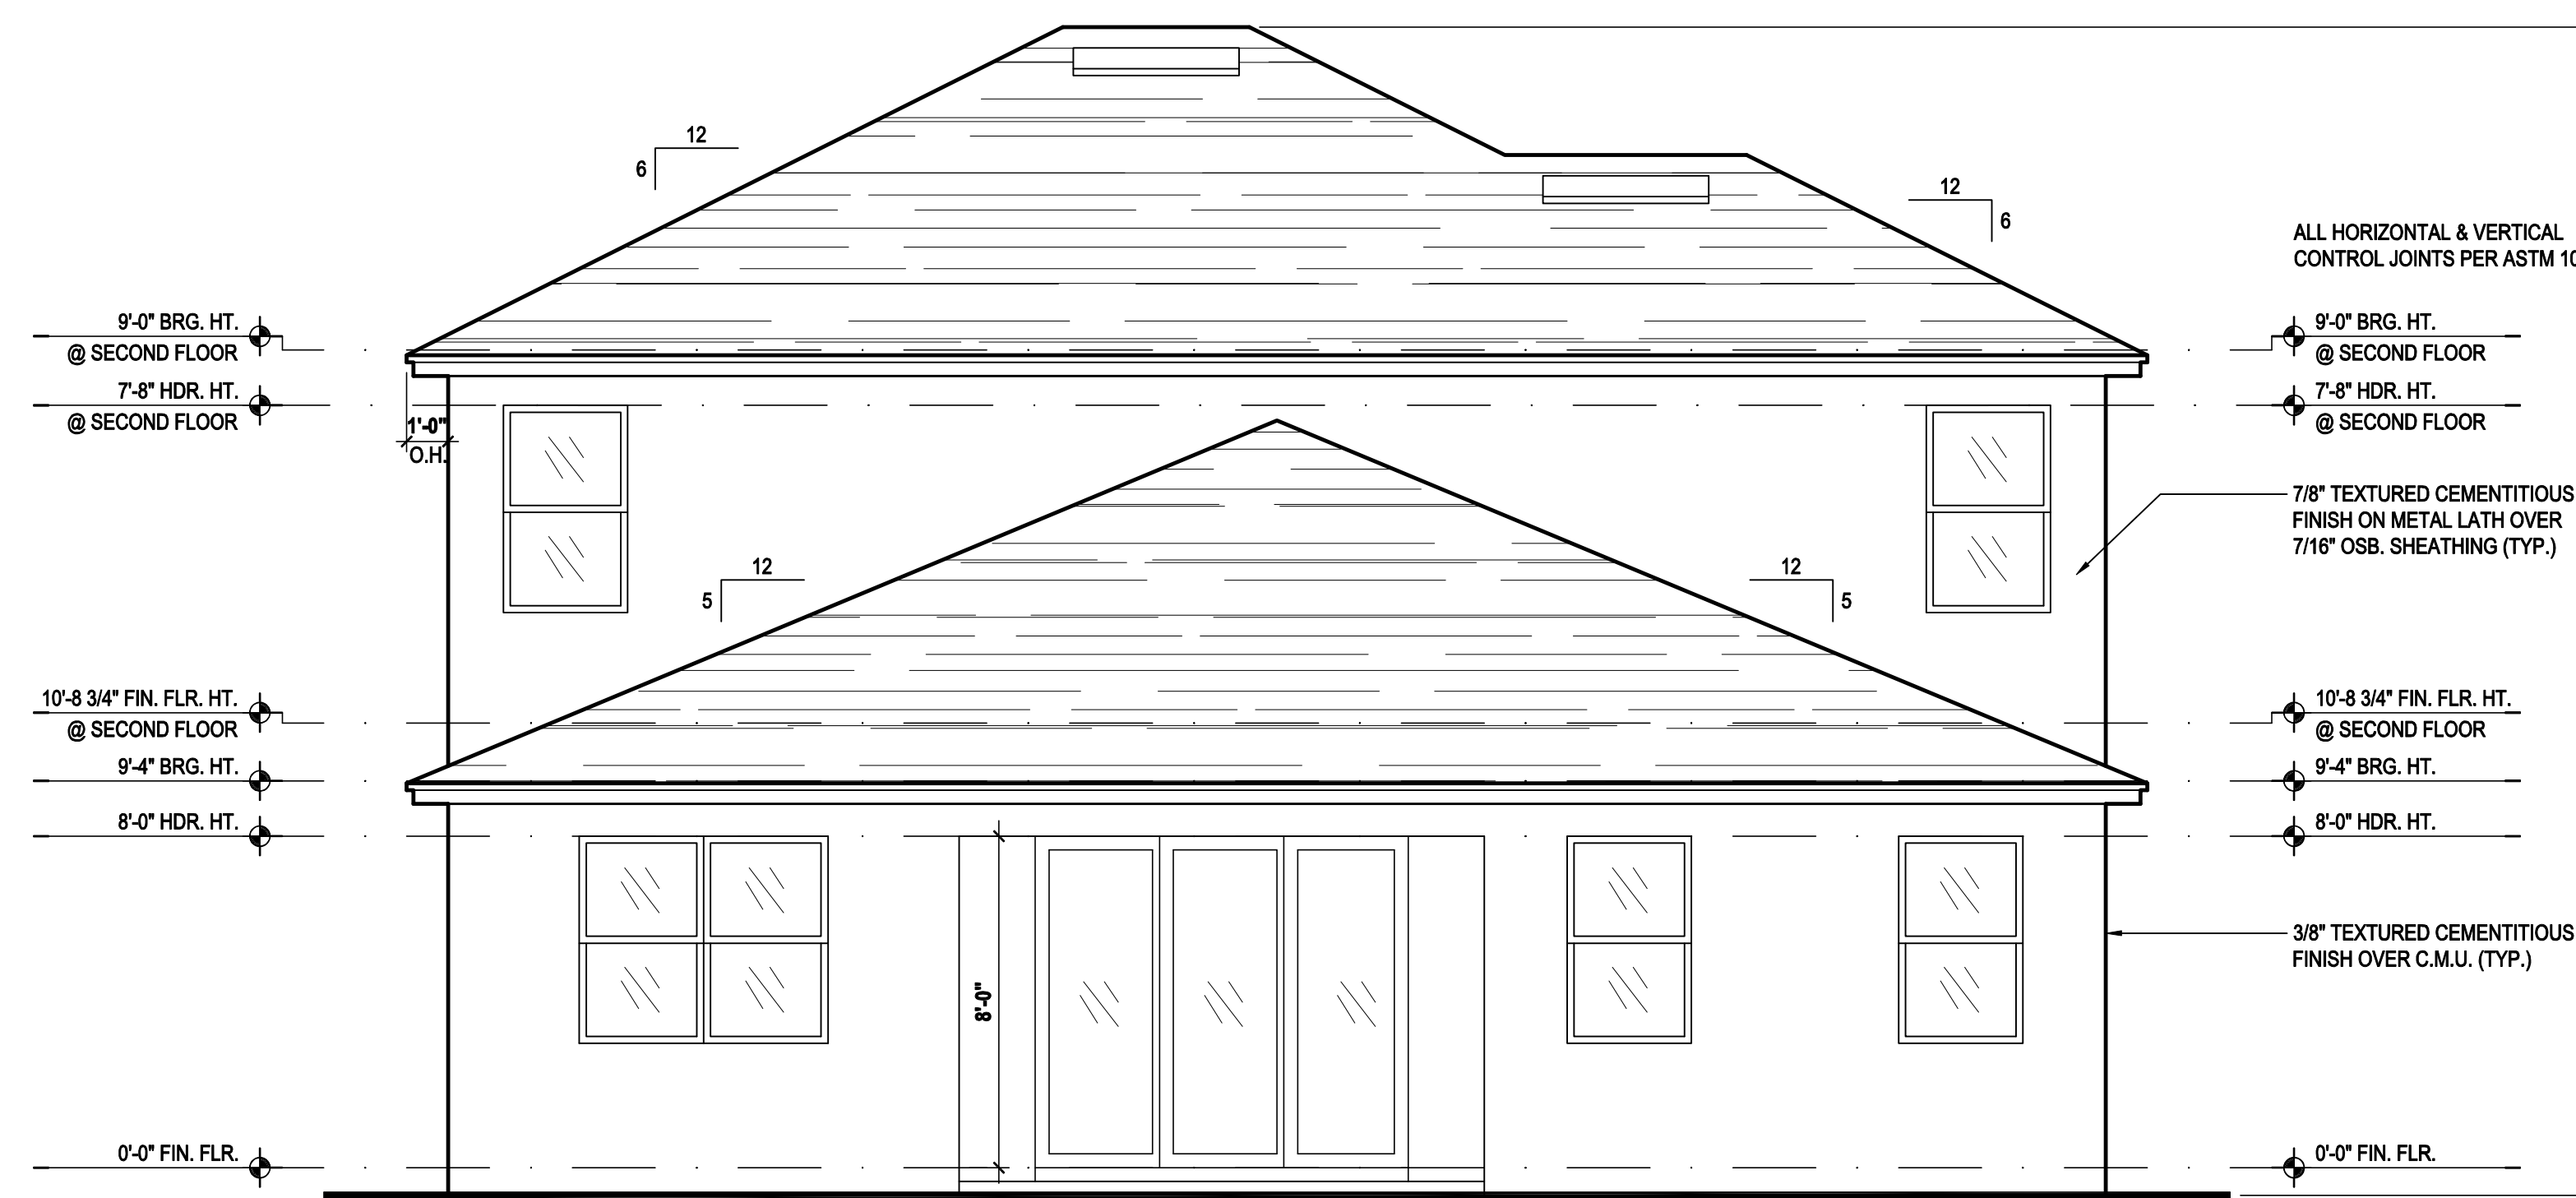 12
6
12
6
ALL HORIZONTAL & VERTICAL
CONTROL JOINTS PER ASTM 10
9'-0" BRG. HT.
@ SECOND FLOOR
9'-0" BRG. HT.
@ SECOND FLOOR
7'-8" HDR. HT.
@ SECOND FLOOR
7'-8" HDR. HT.
@ SECOND FLOOR
1'-0"
O.H.
7/8" TEXTURED CEMENTITIOUS
FINISH ON METAL LATH OVER
7/16" OSB. SHEATHING (TYP.)
12
5
12
5
10'-8 3/4" FIN. FLR. HT.
@ SECOND FLOOR
10'-8 3/4" FIN. FLR. HT.
@ SECOND FLOOR
9'-4" BRG. HT.
9'-4" BRG. HT.
8'-0" HDR. HT.
8'-0" HDR. HT.
3/8" TEXTURED CEMENTITIOUS
FINISH OVER C.M.U. (TYP.)
8'-0"
0'-0" FIN. FLR.
0'-0" FIN. FLR.